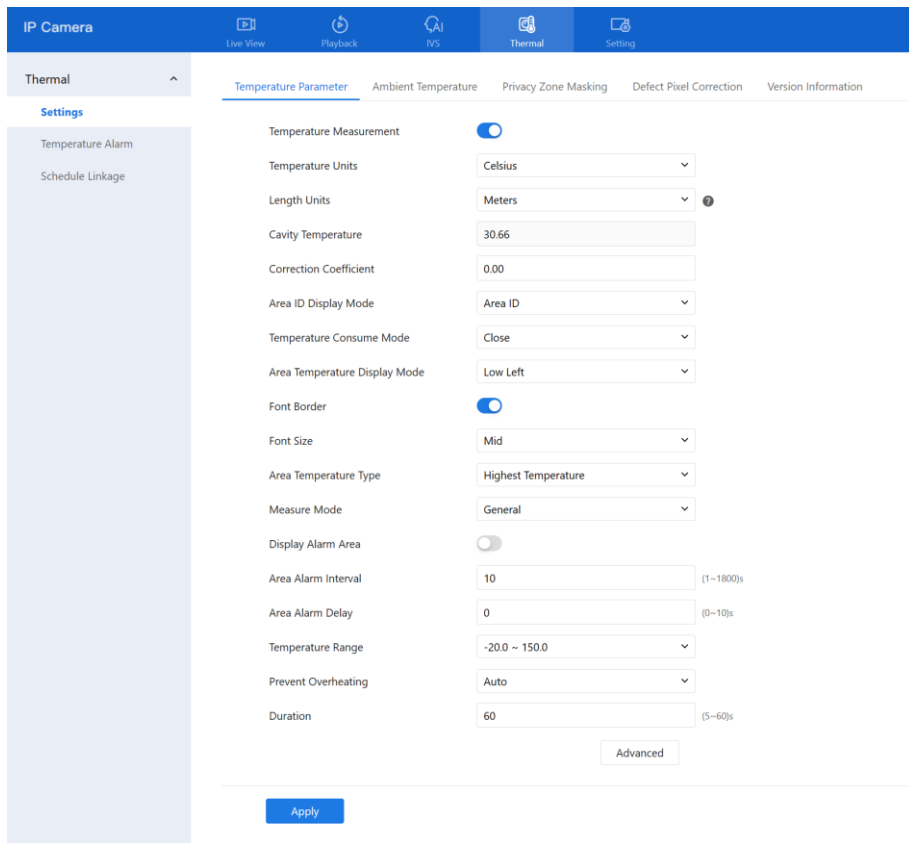 IP Camera
Live View
Playback
AI
IVS
Thermal
Setting
Thermal
Settings
Temperature Alarm
Schedule Linkage
Temperature Parameter Ambient Temperature Privacy Zone Masking Defect Pixel Correction Version Information
Temperature Measurement
Temperature Units Celsius
Length Units Meters ?
Cavity Temperature 30.66
Correction Coefficient 0.00
Area ID Display Mode Area ID
Temperature Consume Mode Close
Area Temperature Display Mode Low Left
Font Border
Font Size Mid
Area Temperature Type Highest Temperature
Measure Mode General
Display Alarm Area
Area Alarm Interval 10 (1~1800)s
Area Alarm Delay 0 (0~10)s
Temperature Range -20.0 ~ 150.0
Prevent Overheating Auto
Duration 60 (5~60)s
Advanced
Apply